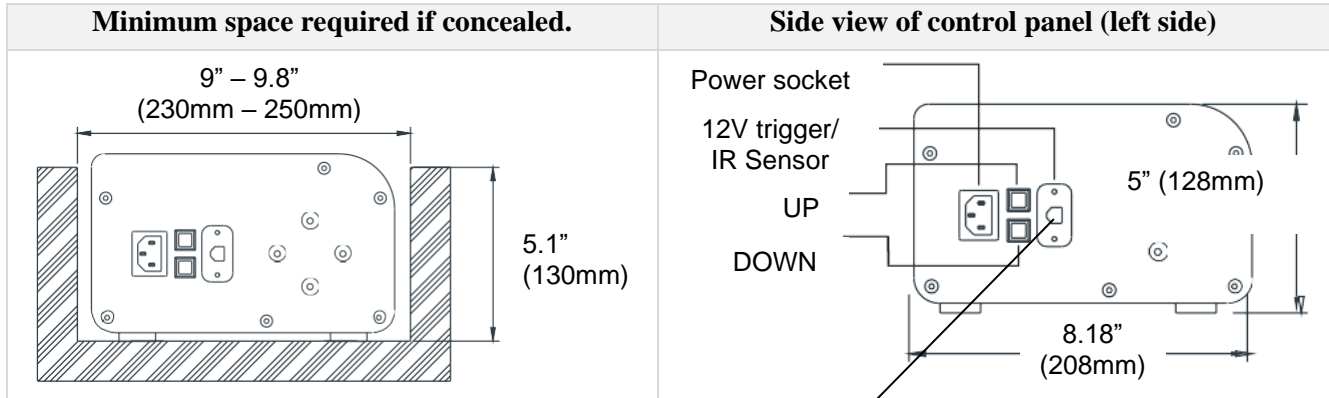 Minimum space required if concealed.
9” – 9.8”
(230mm – 250mm)
5.1”
(130mm)
Side view of control panel (left side)
Power socket
12V trigger/
IR Sensor
UP
DOWN
5” (128mm)
8.18”
(208mm)